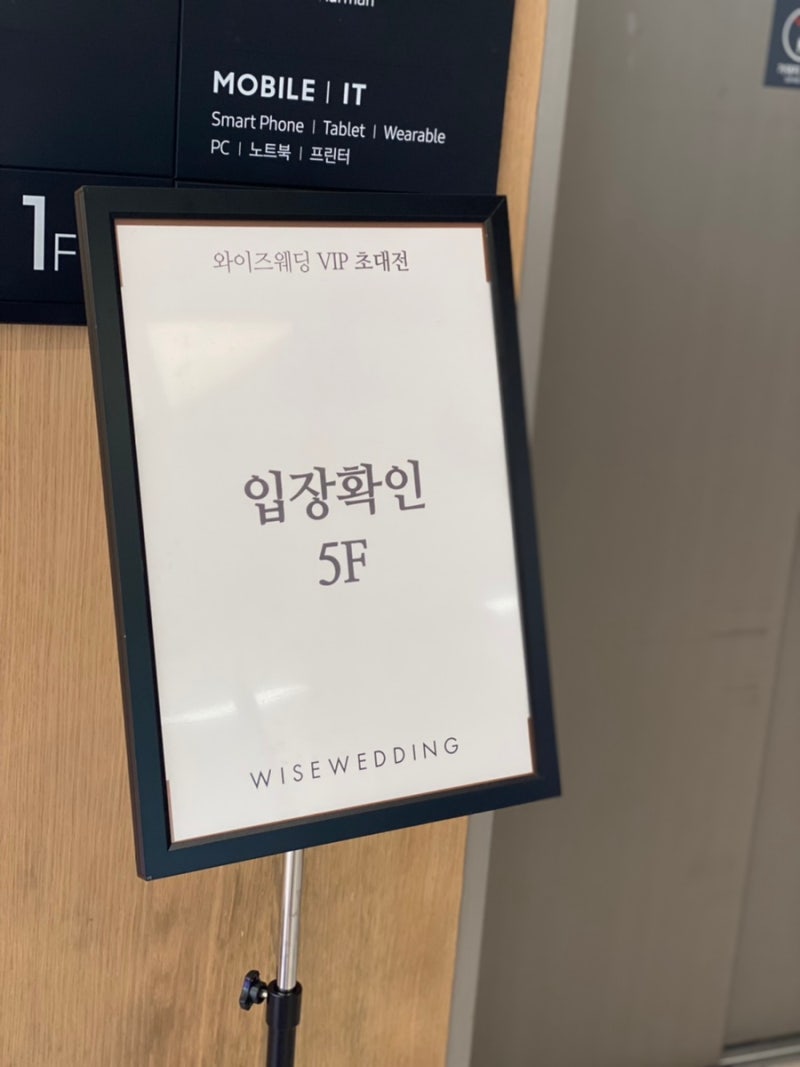 MOBILE | IT
Smart Phone | Tablet | Wearable
PC | 노트북 | 프린터
1F
와이즈웨딩 VIP 초대전
입장확인
5F
WISEWEDDING